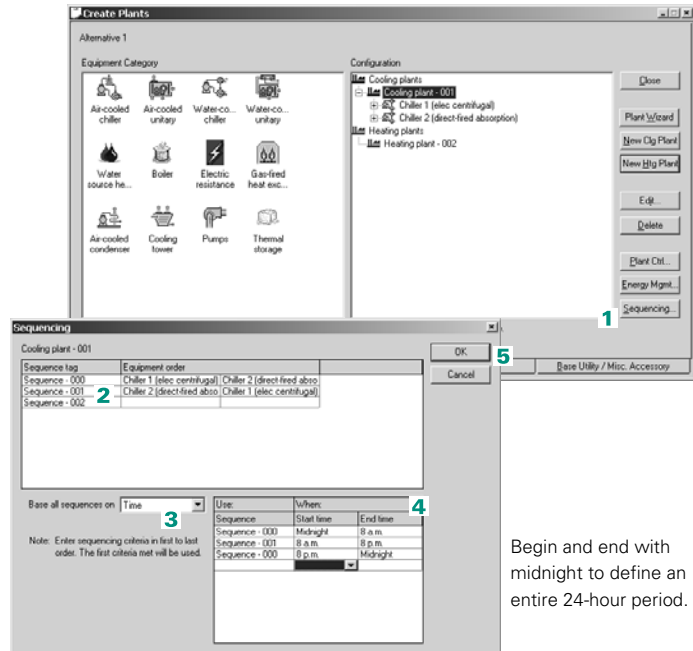 Create Plants
Alternative 1
Equipment Category
Configuration
Air-cooled chiller
Air-cooled unitary
Water-co... chiller
Water-co... unitary
Water source he...
Boiler
Electric resistance
Gas-fired heat exc...
Air-cooled condenser
Cooling tower
Pumps
Thermal storage
Cooling plants
Cooling plant - 001
Chiller 1 (elec centrifugal)
Chiller 2 (direct-fired absorption)
Heating plants
Heating plant - 002
Close
Plant Wizard
New Clg Plant
New Htg Plant
Edit...
Delete
Plant Ctrl...
Energy Mgmt...
1 Sequencing...
Base Utility / Misc. Accessory
Sequencing
Cooling plant - 001
OK 5
Cancel
Sequence tag Equipment order
Sequence - 000 Chiller 1 (elec centrifugal) Chiller 2 (direct-fired abso
Sequence - 001 2 Chiller 2 (direct-fired abso Chiller 1 (elec centrifugal)
Sequence - 002
Base all sequences on Time
3
Note: Enter sequencing criteria in first to last
order. The first criteria met will be used.
Use: When: 4
Sequence Start time End time
Sequence - 000 Midnight 8 a.m.
Sequence - 001 8 a.m. 8 p.m.
Sequence - 000 8 p.m. Midnight
Begin and end with
midnight to define an
entire 24-hour period.